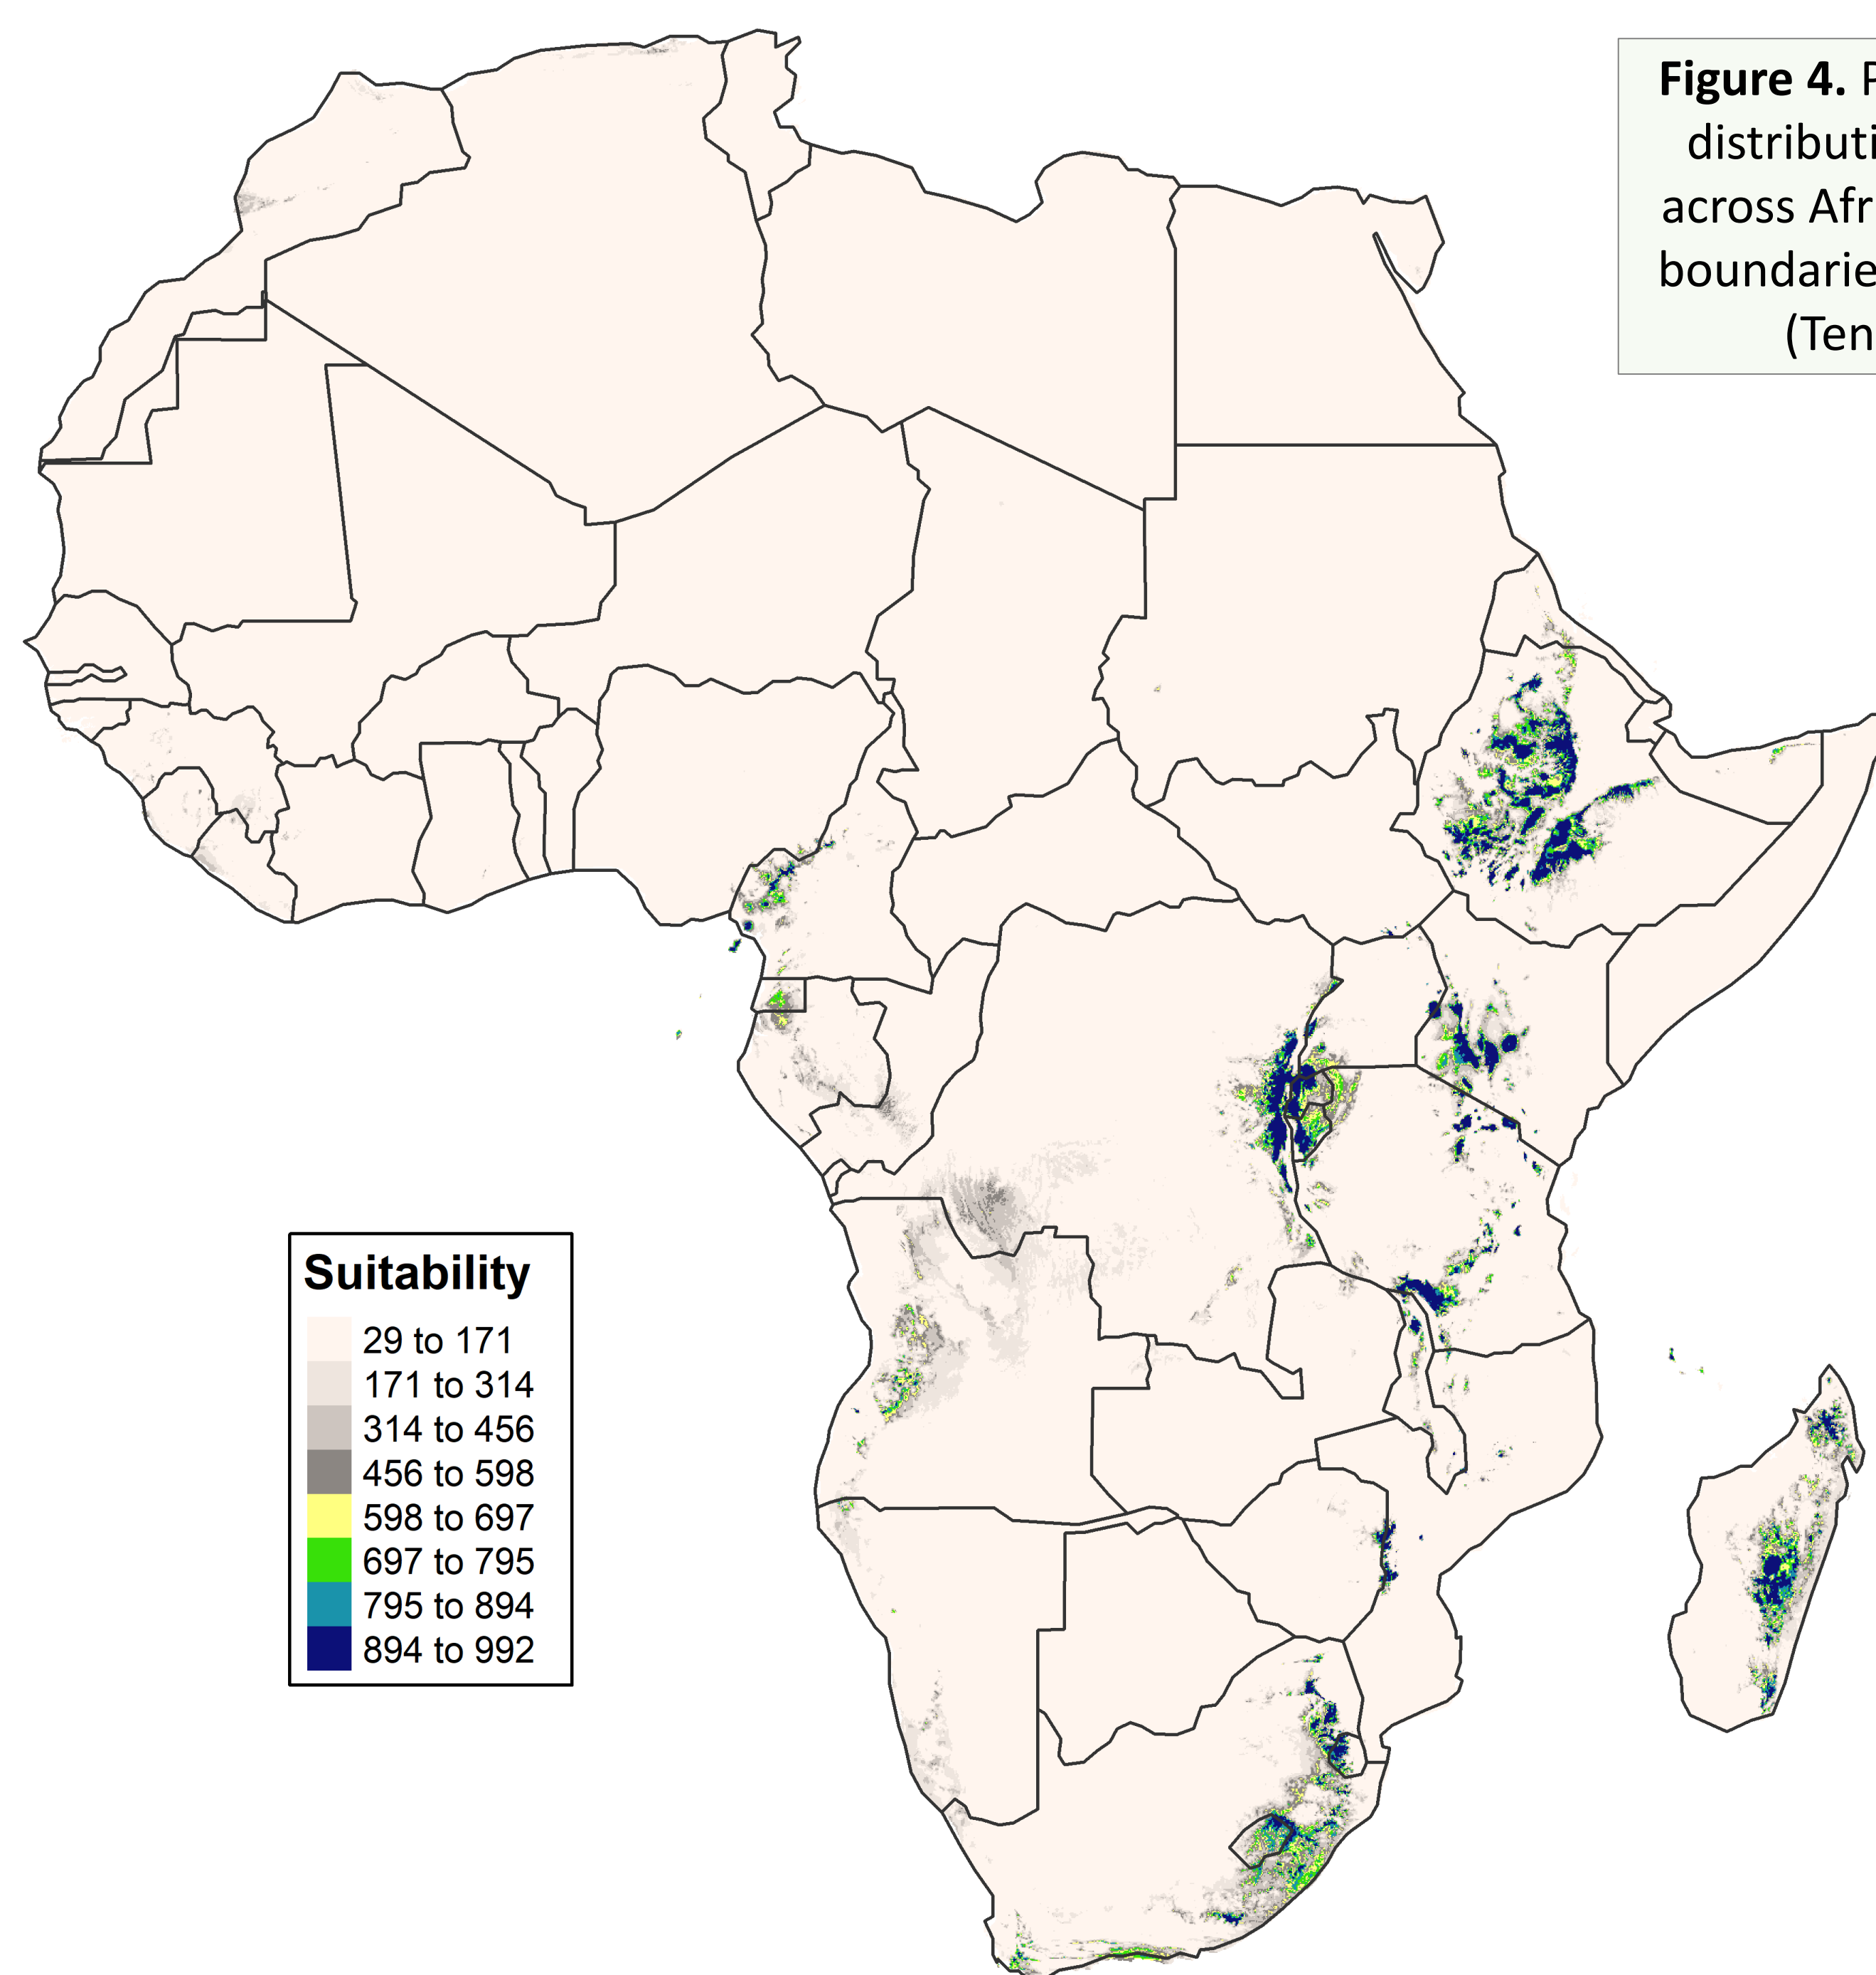 Figure 4. P
distributi
across Afr
boundarie
(Ten
Suitability
29 to 171
171 to 314
314 to 456
456 to 598
598 to 697
697 to 795
795 to 894
894 to 992